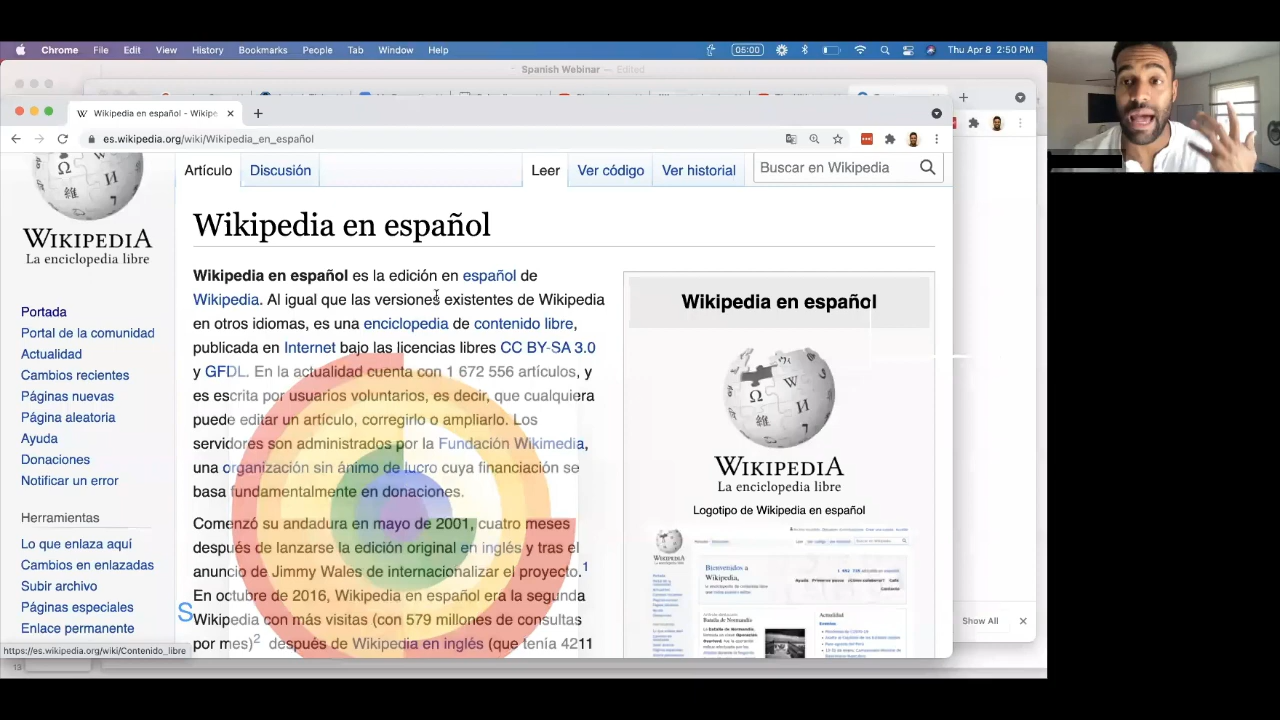 Chrome File Edit View History Bookmarks People Tab Window Help 05:00 Thu Apr 8 2:50 PM
Spanish Webinar — Edited
Wikipedia en español - Wikipe
es.wikipedia.org/wiki/Wikipedia_en_español
Artículo Discusión Leer Ver código Ver historial Buscar en Wikipedia
WIKIPEDIA
La enciclopedia libre
Portada
Portal de la comunidad
Actualidad
Cambios recientes
Páginas nuevas
Página aleatoria
Ayuda
Donaciones
Notificar un error
Herramientas
Lo que enlaza aquí
Cambios en enlazadas
Subir archivo
Páginas especiales
Enlace permanente
13
Wikipedia en español
Wikipedia en español es la edición en español de
Wikipedia. Al igual que las versiones existentes de Wikipedia
en otros idiomas, es una enciclopedia de contenido libre,
publicada en Internet bajo las licencias libres CC BY-SA 3.0
y GFDL. En la actualidad cuenta con 1 672 556 artículos, y
es escrita por usuarios voluntarios, es decir, que cualquiera
puede editar un artículo, corregirlo o ampliarlo. Los
servidores son administrados por la Fundación Wikimedia,
una organización sin ánimo de lucro cuya financiación se
basa fundamentalmente en donaciones.
Comenzó su andadura en mayo de 2001, cuatro meses
después de lanzarse la edición original en inglés y tras el
anuncio de Jimmy Wales de internacionalizar el proyecto.1
En octubre de 2016, Wikipedia en español era la segunda
Wikipedia con más visitas (con 579 millones de consultas
por mes)2 después de Wikipedia en inglés (que tenía 42
Wikipedia en español
WIKIPEDIA
La enciclopedia libre
Logotipo de Wikipedia en español
Bienvenidos a
Wikipedia,
Actualidad
Show All